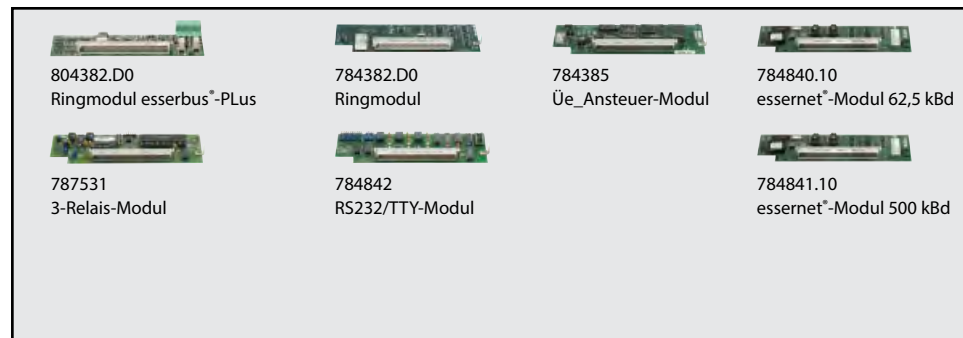 804382.D0
Ringmodul esserbus®-PLus
784382.D0
Ringmodul
784385
Üe_Ansteuer-Modul
784840.10
essernet®-Modul 62,5 kBd
787531
3-Relais-Modul
784842
RS232/TTY-Modul
784841.10
essernet®-Modul 500 kBd